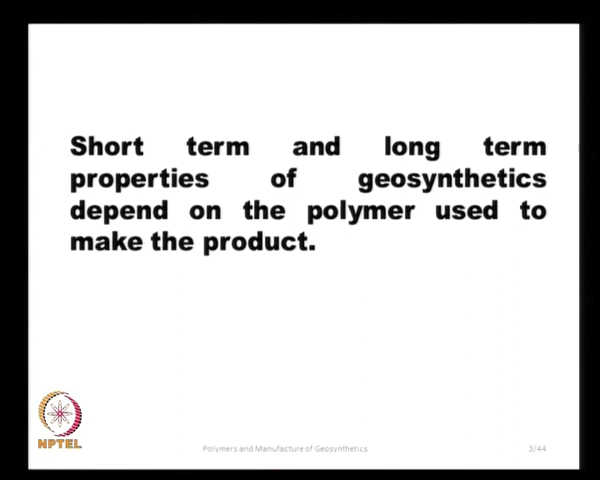 Short term and long term
properties of geosynthetics
depend on the polymer used to
make the product.
NPTEL
Polymers and Manufacture of Geosynthetics
3/44